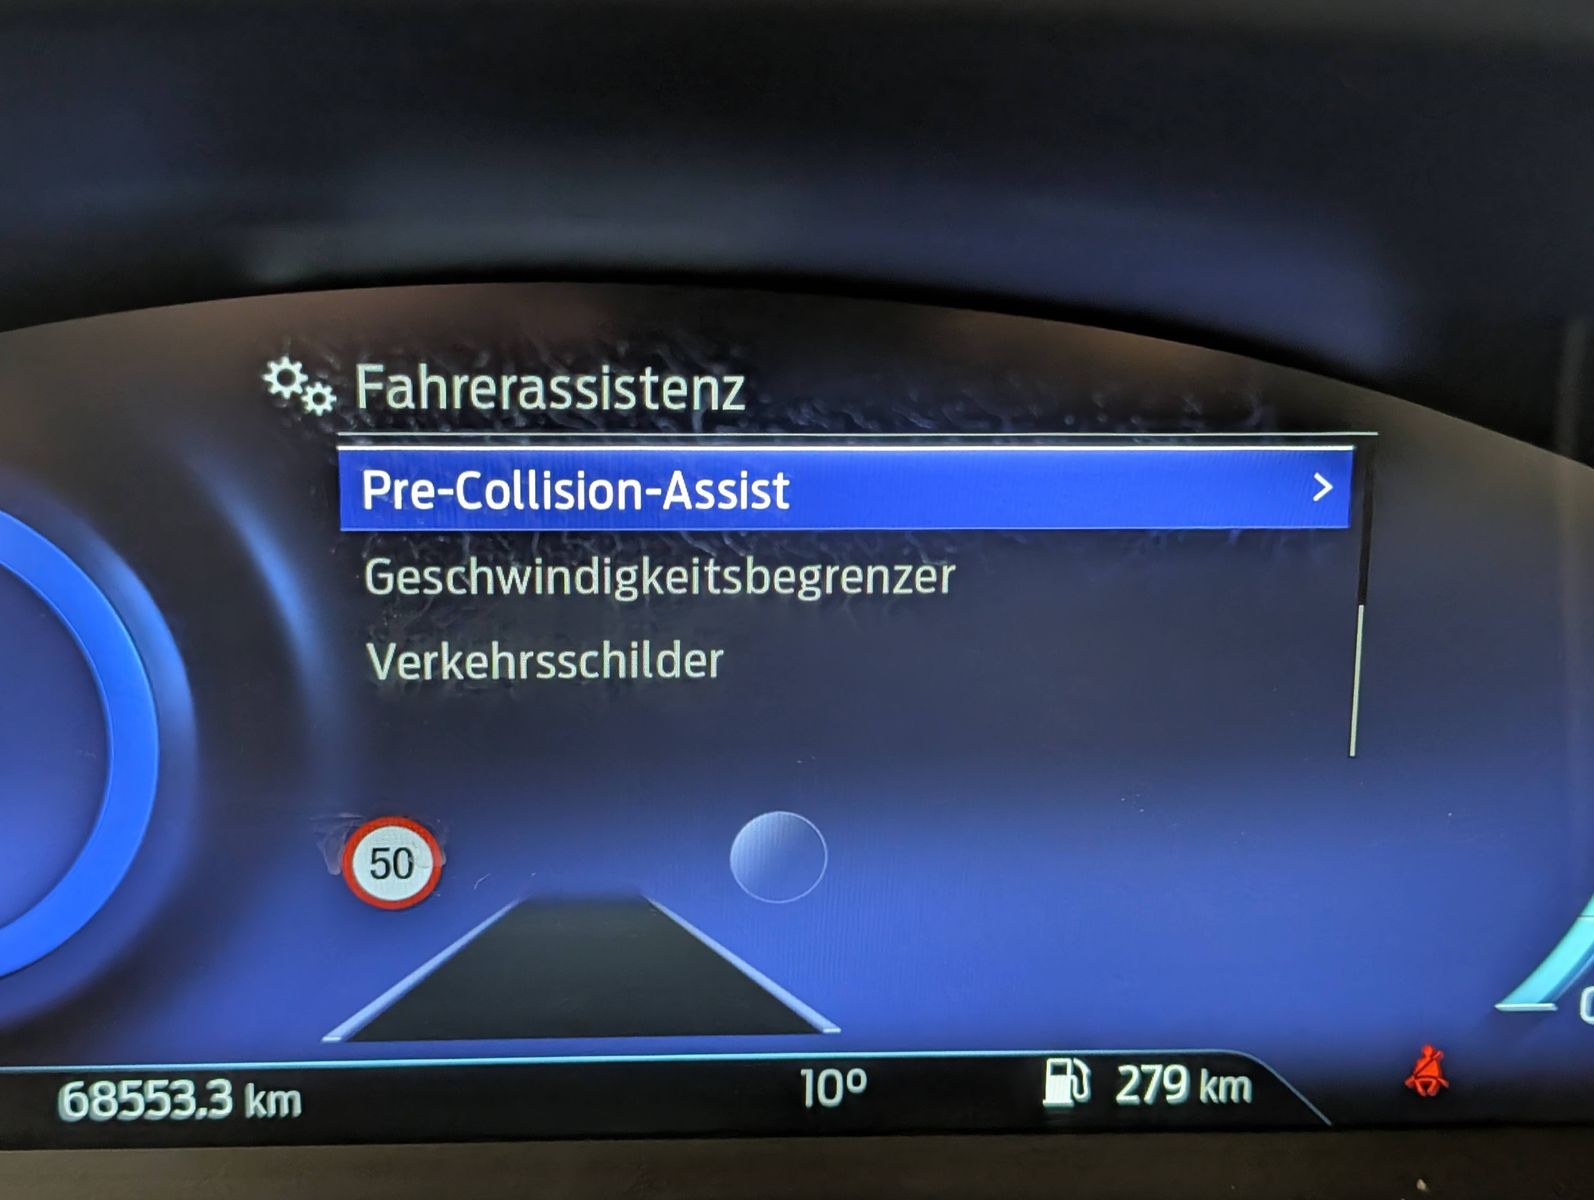 Fahrerassistenz
Pre-Collision-Assist >
Geschwindigkeitsbegrenzer
Verkehrsschilder
50
68553.3 km 10° 279 km